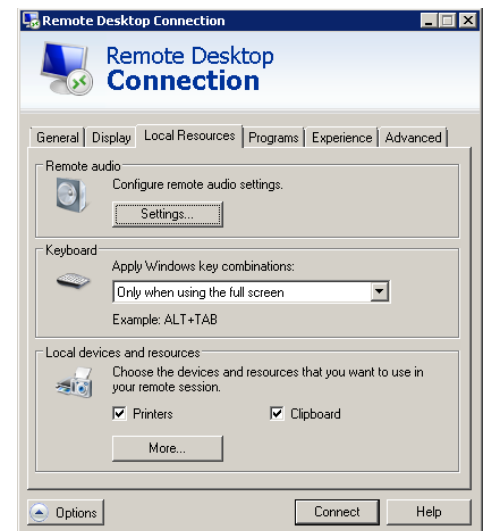 Remote Desktop Connection
Remote Desktop
Connection
General Display Local Resources Programs Experience Advanced
Remote audio
Configure remote audio settings.
Settings...
Keyboard
Apply Windows key combinations:
Only when using the full screen
Example: ALT+TAB
Local devices and resources
Choose the devices and resources that you want to use in
your remote session.
Printers Clipboard
More...
Options Connect Help